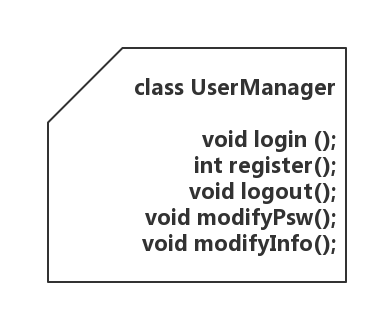 class UserManager
void login ();
int register();
void logout();
void modifyPsw();
void modifyInfo();